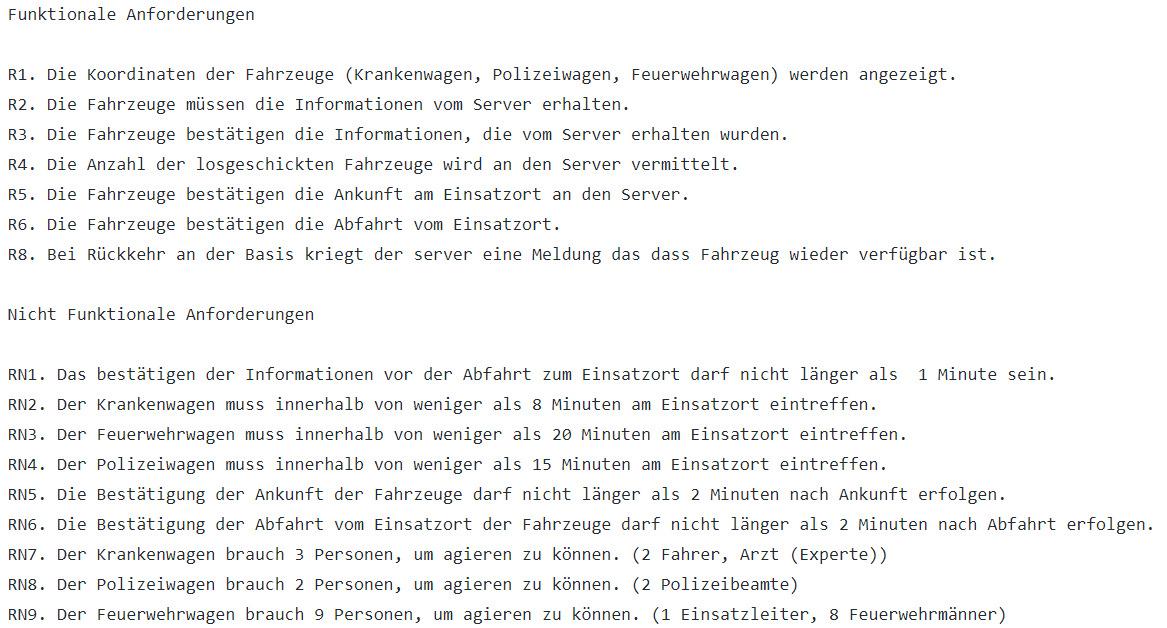 Funktionale Anforderungen
R1. Die Koordinaten der Fahrzeuge (Krankenwagen, Polizeiwagen, Feuerwehrwagen) werden angezeigt.
R2. Die Fahrzeuge müssen die Informationen vom Server erhalten.
R3. Die Fahrzeuge bestätigen die Informationen, die vom Server erhalten wurden.
R4. Die Anzahl der losgeschickten Fahrzeuge wird an den Server vermittelt.
R5. Die Fahrzeuge bestätigen die Ankunft am Einsatzort an den Server.
R6. Die Fahrzeuge bestätigen die Abfahrt vom Einsatzort.
R8. Bei Rückkehr an der Basis kriegt der server eine Meldung das dass Fahrzeug wieder verfügbar ist.
Nicht Funktionale Anforderungen
RN1. Das bestätigen der Informationen vor der Abfahrt zum Einsatzort darf nicht länger als  1 Minute sein.
RN2. Der Krankenwagen muss innerhalb von weniger als 8 Minuten am Einsatzort eintreffen.
RN3. Der Feuerwehrwagen muss innerhalb von weniger als 20 Minuten am Einsatzort eintreffen.
RN4. Der Polizeiwagen muss innerhalb von weniger als 15 Minuten am Einsatzort eintreffen.
RN5. Die Bestätigung der Ankunft der Fahrzeuge darf nicht länger als 2 Minuten nach Ankunft erfolgen.
RN6. Die Bestätigung der Abfahrt vom Einsatzort der Fahrzeuge darf nicht länger als 2 Minuten nach Abfahrt erfolgen.
RN7. Der Krankenwagen brauch 3 Personen, um agieren zu können. (2 Fahrer, Arzt (Experte))
RN8. Der Polizeiwagen brauch 2 Personen, um agieren zu können. (2 Polizeibeamte)
RN9. Der Feuerwehrwagen brauch 9 Personen, um agieren zu können. (1 Einsatzleiter, 8 Feuerwehrmänner)